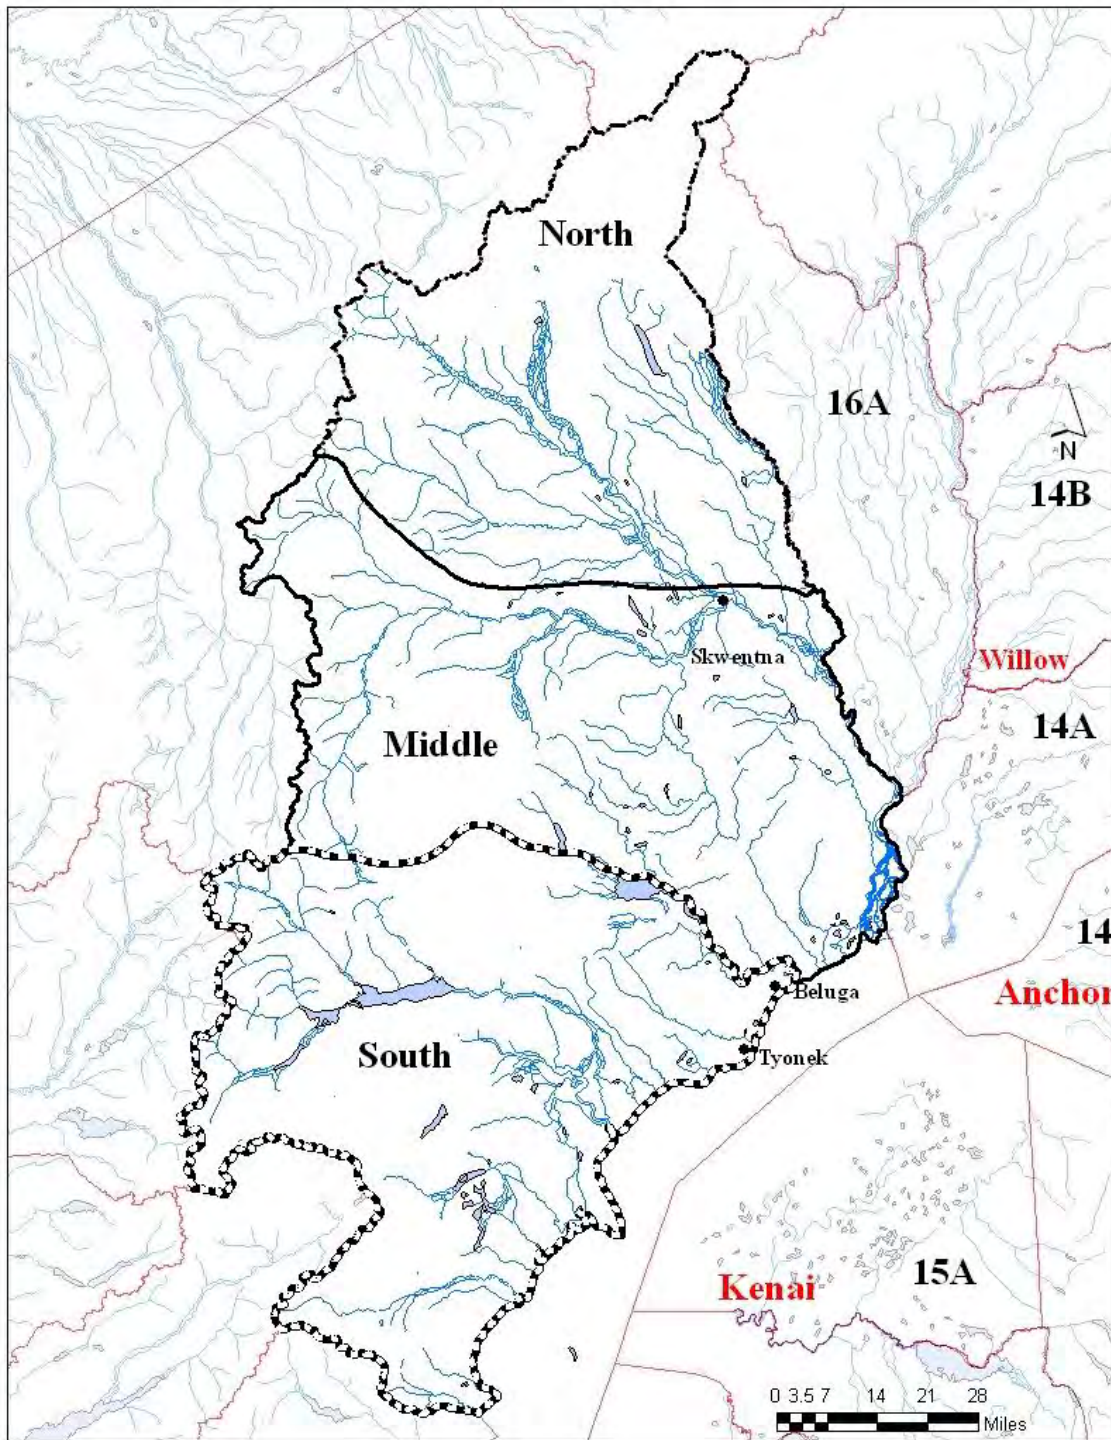 North
16A
N
14B
Willow
Skwentna
14A
Middle
14
Anchor
Beluga
South
Tyonek
15A
Kenai
0 3.5 7 14 21 28
Miles